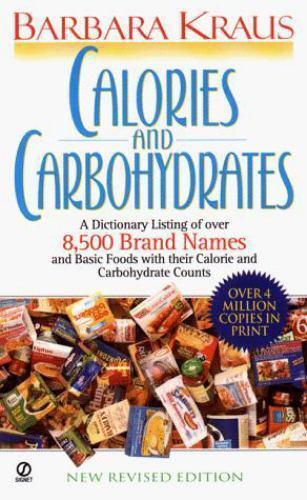 BARBARA KRAUS
CALORIES
AND
CARBOHYDRATES
A Dictionary Listing of over
8,500 Brand Names
and Basic Foods with their Calorie and
Carbohydrate Counts
OVER 4
MILLION
COPIES IN
PRINT
SIGNET
NEW REVISED EDITION